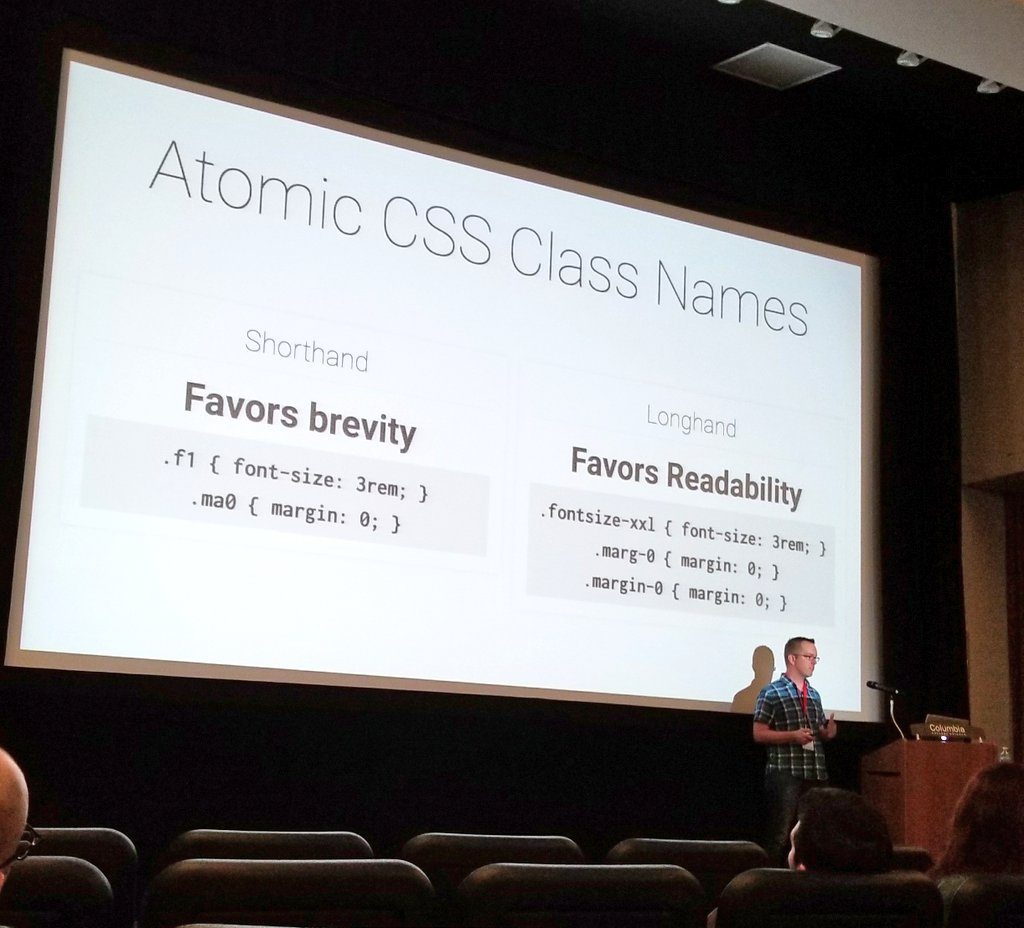 Atomic CSS Class Names
Shorthand
Favors brevity
.f1 { font-size: 3rem; }
.ma0 { margin: 0; }
Longhand
Favors Readability
.fontsize-xxl { font-size: 3rem; }
.marg-0 { margin: 0; }
.margin-0 { margin: 0; }
Columbia